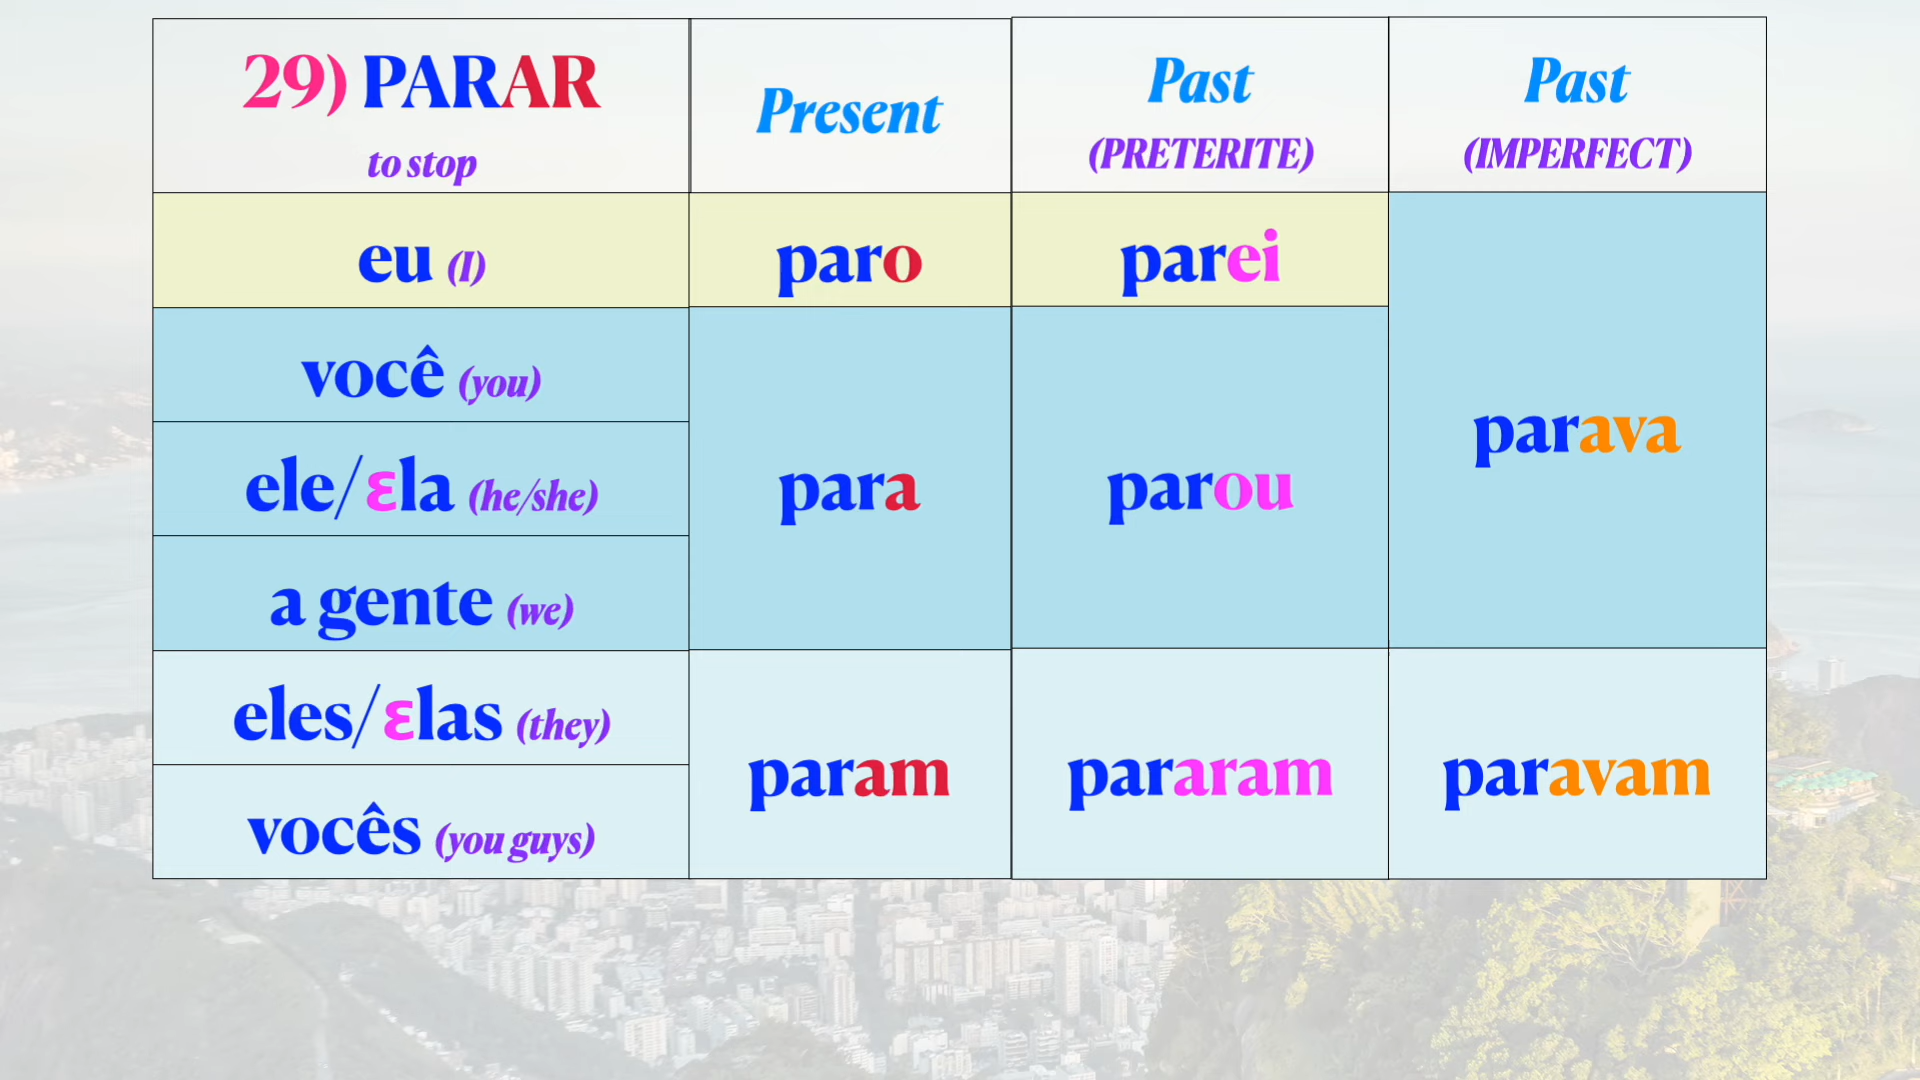 29) PARAR
to stop
Present
Past
(PRETERITE)
Past
(IMPERFECT)
eu (I)
paro
parei
parava
você (you)
ele/ɛla (he/she)
para
parou
a gente (we)
eles/ɛlas (they)
param
pararam
paravam
vocês (you guys)